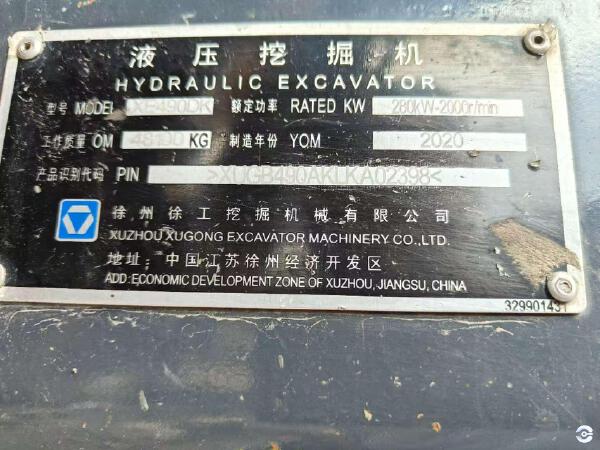 液压挖掘机
HYDRAULIC EXCAVATOR
型号 MODEL XE490DK 额定功率 RATED KW 280kW-2000r/min
工作质量 OM KG 制造年份 YOM 2020
产品识别代码 PIN >XUGB490AKLKA02398<
徐州徐工挖掘机械有限公司
XUZHOU XUGONG EXCAVATOR MACHINERY CO.,LTD.
地址:中国江苏徐州经济开发区
ADD:ECONOMIC DEVELOPMENT ZONE OF XUZHOU, JIANGSU, CHINA
329901431